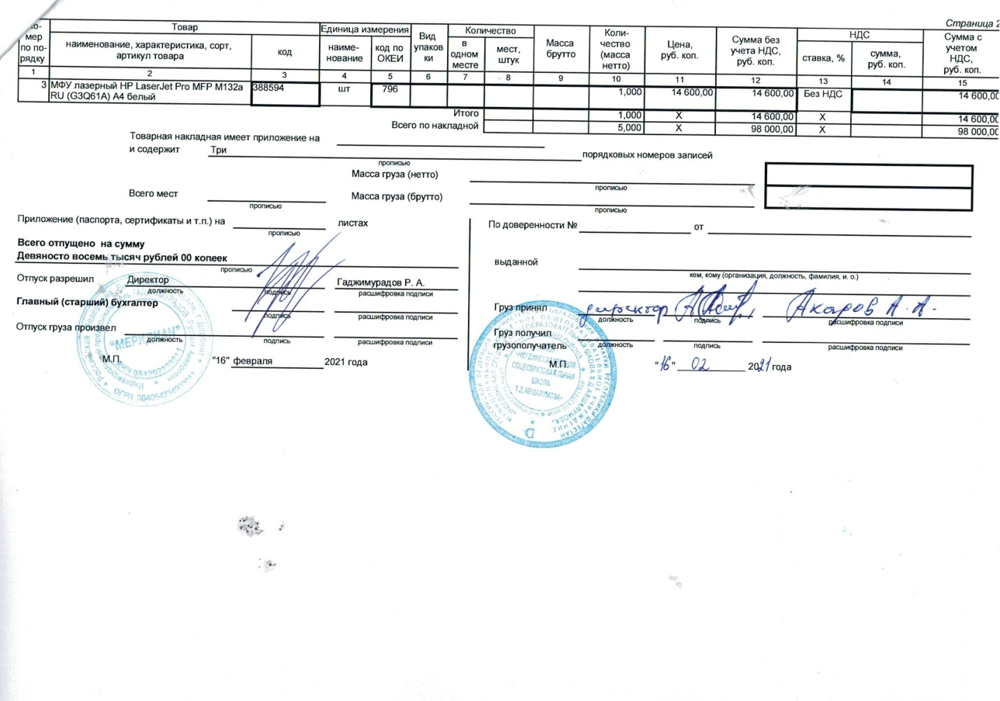 Страница 2
мер по по-рядку | Товар | Единица измерения | Вид упаков ки | Количество | Масса брутто | Коли-чество (масса нетто) | Цена, руб. коп. | Сумма без учета НДС, руб. коп. | НДС | Сумма с учетом НДС, руб. коп.
наименование, характеристика, сорт, артикул товара | код | наиме-нование | код по ОКЕИ | в одном месте | мест, штук | ставка, % | сумма, руб. коп.
1 2 3 4 5 6 7 8 9 10 11 12 13 14 15
3 МФУ лазерный HP LaserJet Pro MFP M132a 388594 шт 796 1,000 14 600,00 14 600,00 Без НДС 14 600,00
RU (G3Q61A) A4 белый
Итого 1,000 X 14 600,00 X 14 600,00
Всего по накладной 5,000 X 98 000,00 X 98 000,00
Товарная накладная имеет приложение на
и содержит Три порядковых номеров записей
прописью
Масса груза (нетто)
прописью
Всего мест Масса груза (брутто)
прописью прописью
Приложение (паспорта, сертификаты и т.п.) на листах
прописью
По доверенности № от
Всего отпущено на сумму
Девяносто восемь тысяч рублей 00 копеек
прописью
выданной
кем, кому (организация, должность, фамилия, и. о.)
Отпуск разрешил Директор Гаджимурадов Р. А.
должность подпись расшифровка подписи
Главный (старший) бухгалтер
подпись расшифровка подписи
Груз принял директор Акаров А. А.
должность подпись расшифровка подписи
Отпуск груза произвел
должность подпись расшифровка подписи
Груз получил
грузополучатель
должность подпись расшифровка подписи
М.П. "16" февраля 2021 года
М.П. "16" 02 2021 года
"МЕРИДИАН"
ОБЩЕОБРАЗОВАТЕЛЬНАЯ
ШКОЛА